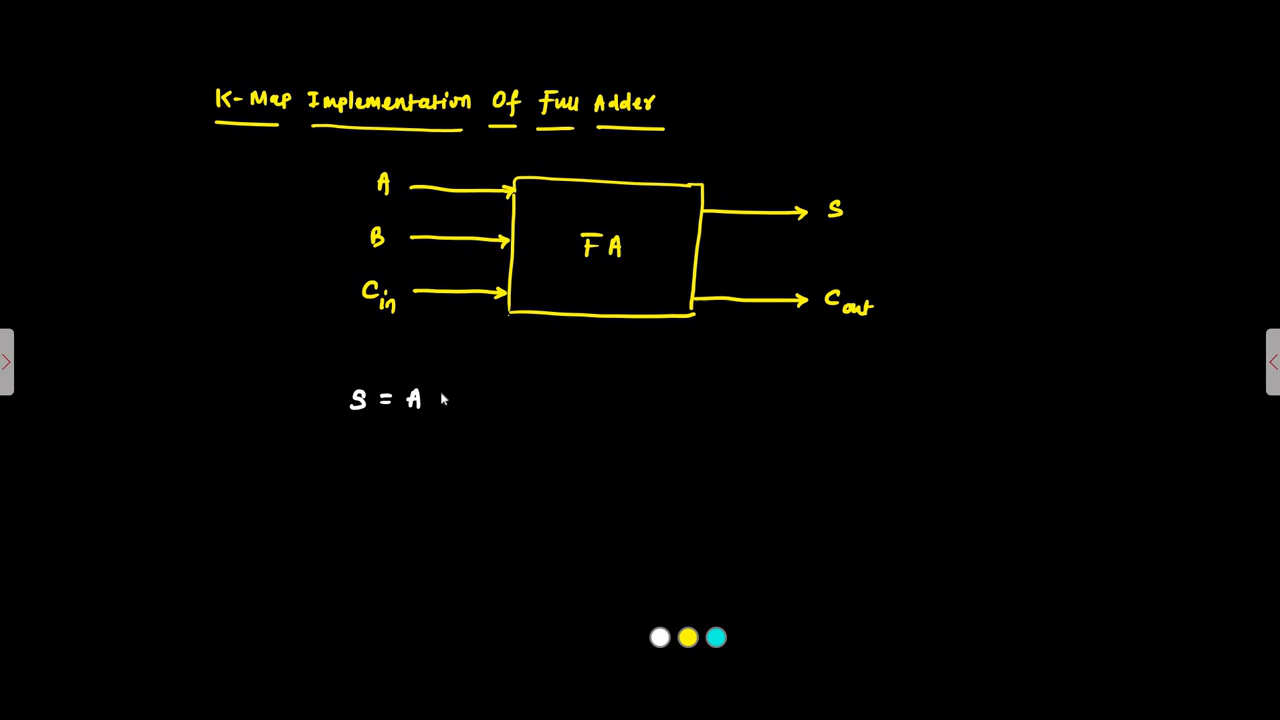 K-Map Implementation Of Full Adder
A
S
B
FA
Cin
Cout
S = A